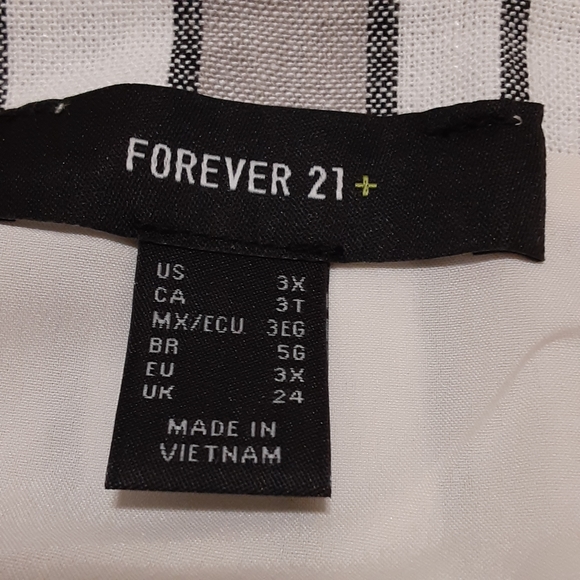 FOREVER 21+
US 3X
CA 3T
MX/ECU 3EG
BR 5G
EU 3X
UK 24
MADE IN
VIETNAM